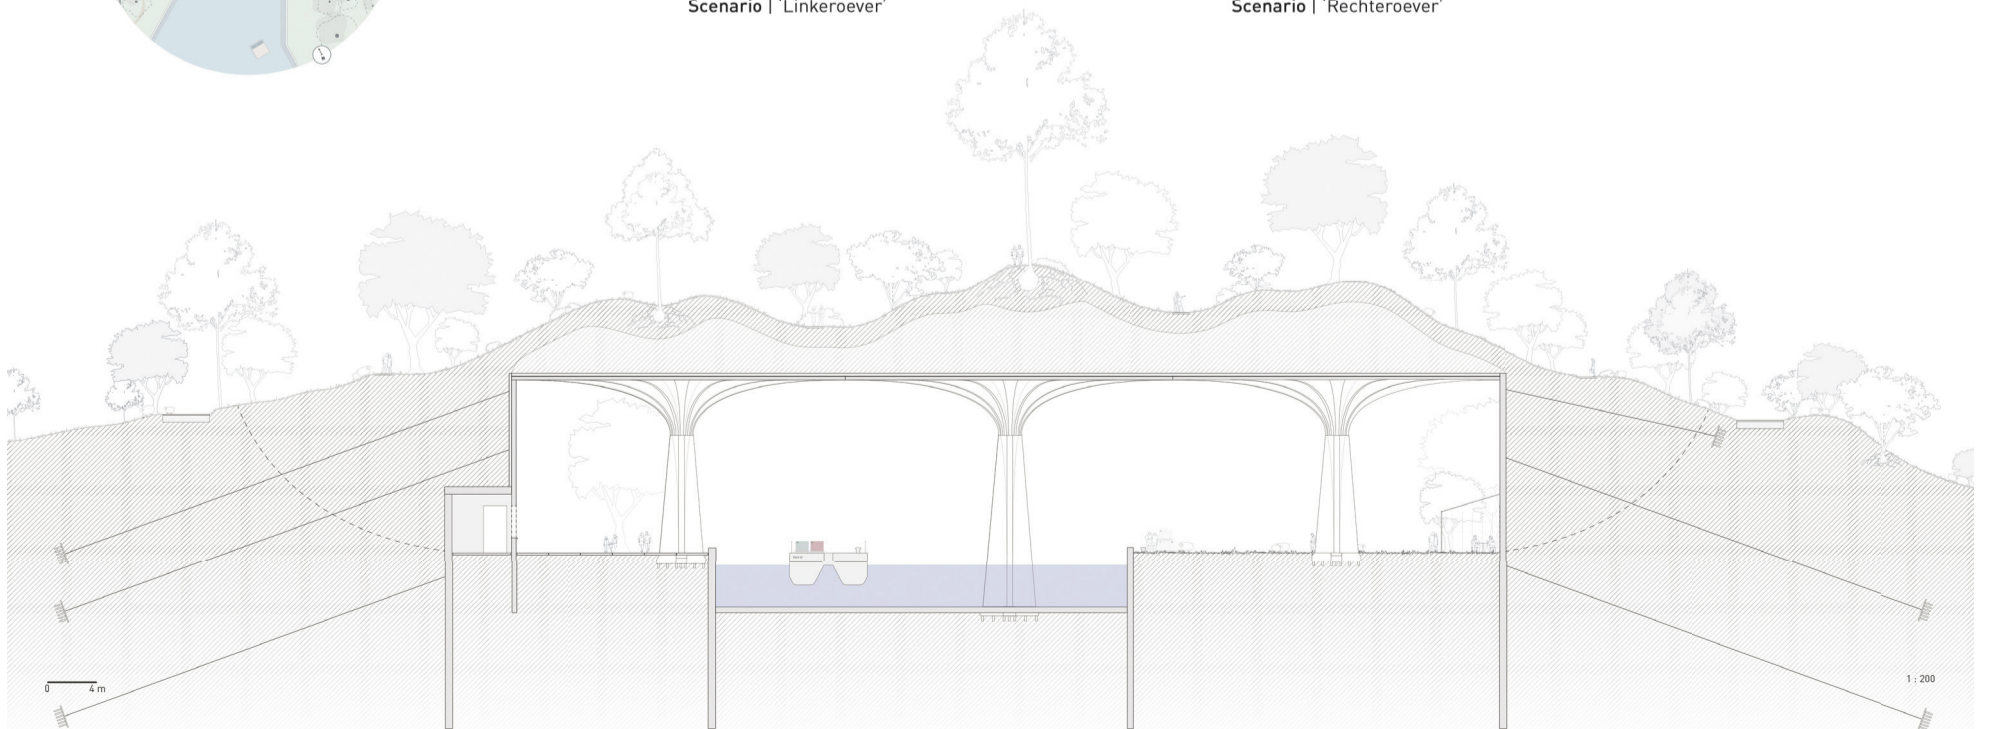 Scenario | 'Linkeroever'
Scenario | 'Rechteroever'
0 4 m
1 : 200